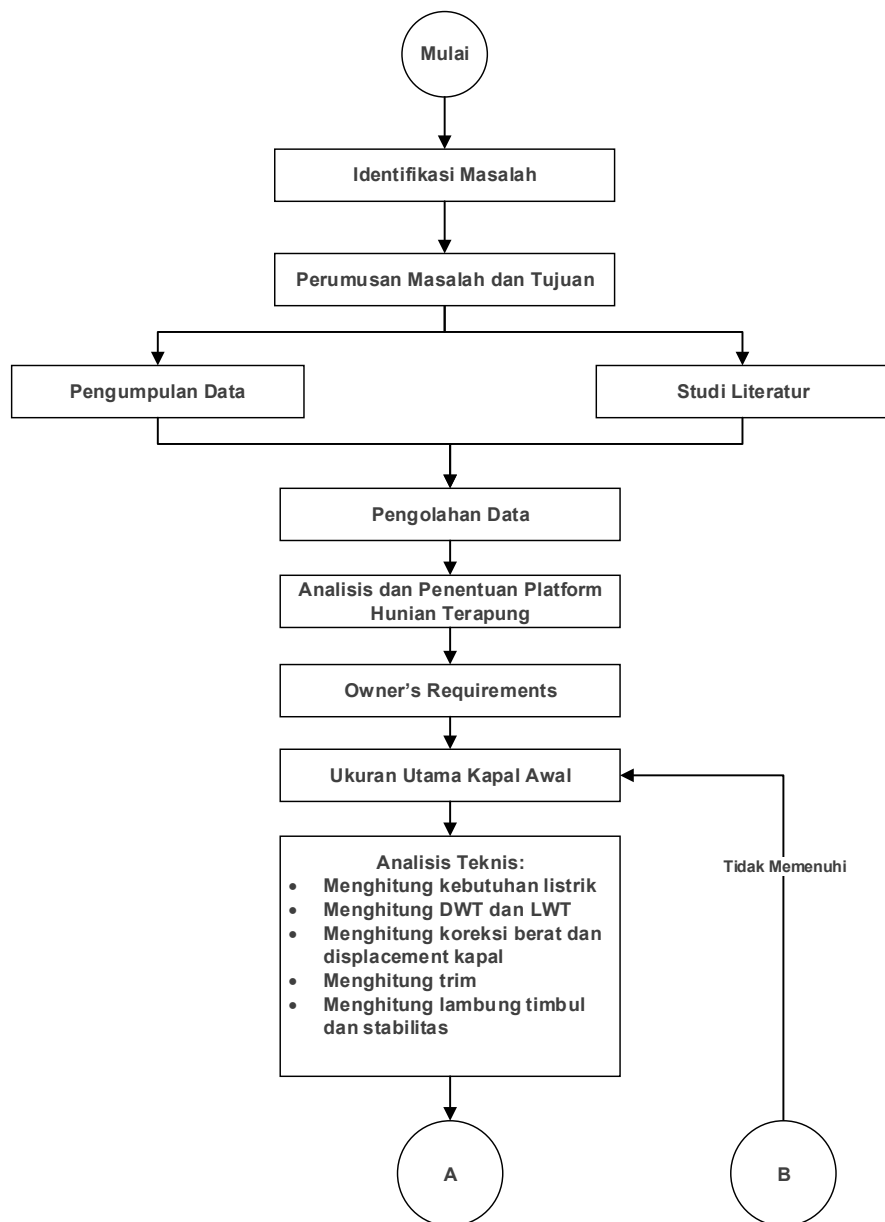 Mulai
Identifikasi Masalah
Perumusan Masalah dan Tujuan
Pengumpulan Data
Studi Literatur
Pengolahan Data
Analisis dan Penentuan Platform
Hunian Terapung
Owner’s Requirements
Ukuran Utama Kapal Awal
Analisis Teknis:
• Menghitung kebutuhan listrik
• Menghitung DWT dan LWT
• Menghitung koreksi berat dan
displacement kapal
• Menghitung trim
• Menghitung lambung timbul
dan stabilitas
Tidak Memenuhi
A
B